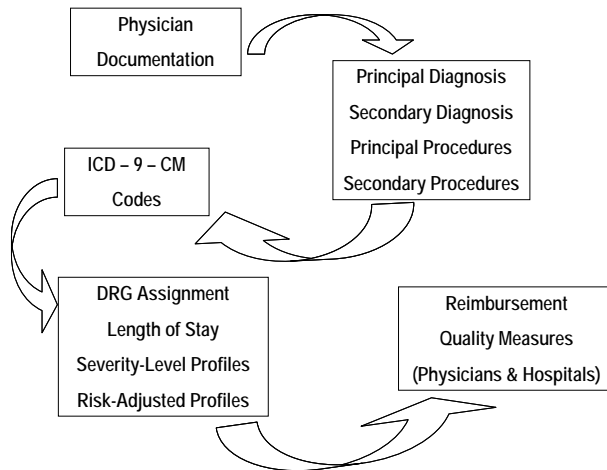 Physician
Documentation
Principal Diagnosis
Secondary Diagnosis
Principal Procedures
Secondary Procedures
ICD – 9 – CM
Codes
DRG Assignment
Length of Stay
Severity-Level Profiles
Risk-Adjusted Profiles
Reimbursement
Quality Measures
(Physicians & Hospitals)